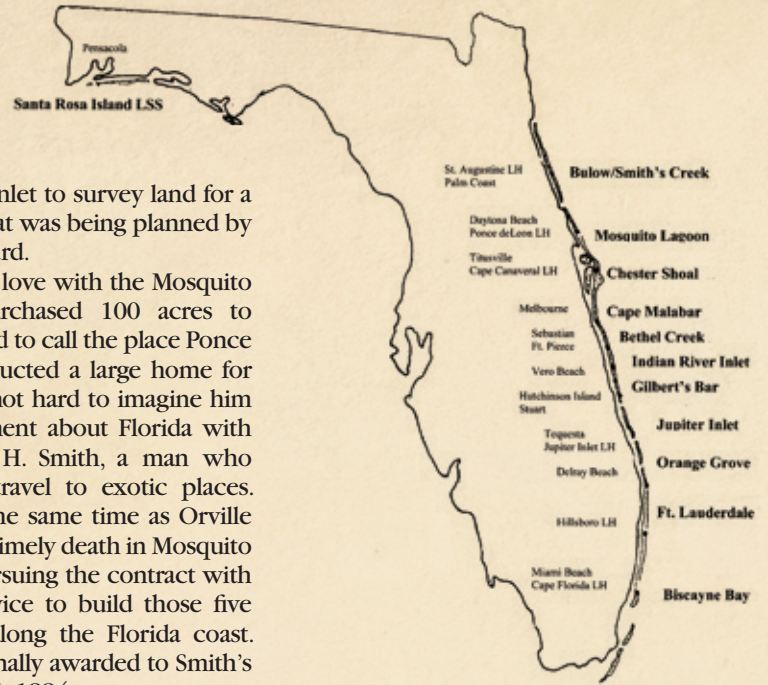 Pensacola
Santa Rosa Island LSS
nlet to survey land for a
at was being planned by
rd.
love with the Mosquito
rchased 100 acres to
d to call the place Ponce
ucted a large home for
not hard to imagine him
nent about Florida with
H. Smith, a man who
ravel to exotic places.
ne same time as Orville
timely death in Mosquito
rsuing the contract with
vice to build those five
long the Florida coast.
nally awarded to Smith's
St. Augustine LH
Palm Coast
Bulow/Smith's Creek
Daytona Beach
Ponce deLeon LH
Mosquito Lagoon
Titusville
Cape Canaveral LH
Chester Shoal
Melbourne
Cape Malabar
Sebastian
Ft. Pierce
Bethel Creek
Indian River Inlet
Vero Beach
Gilbert's Bar
Hutchinson Island
Stuart
Jupiter Inlet
Tequesta
Jupiter Inlet LH
Orange Grove
Delray Beach
Ft. Lauderdale
Hillsboro LH
Miami Beach
Cape Florida LH
Biscayne Bay